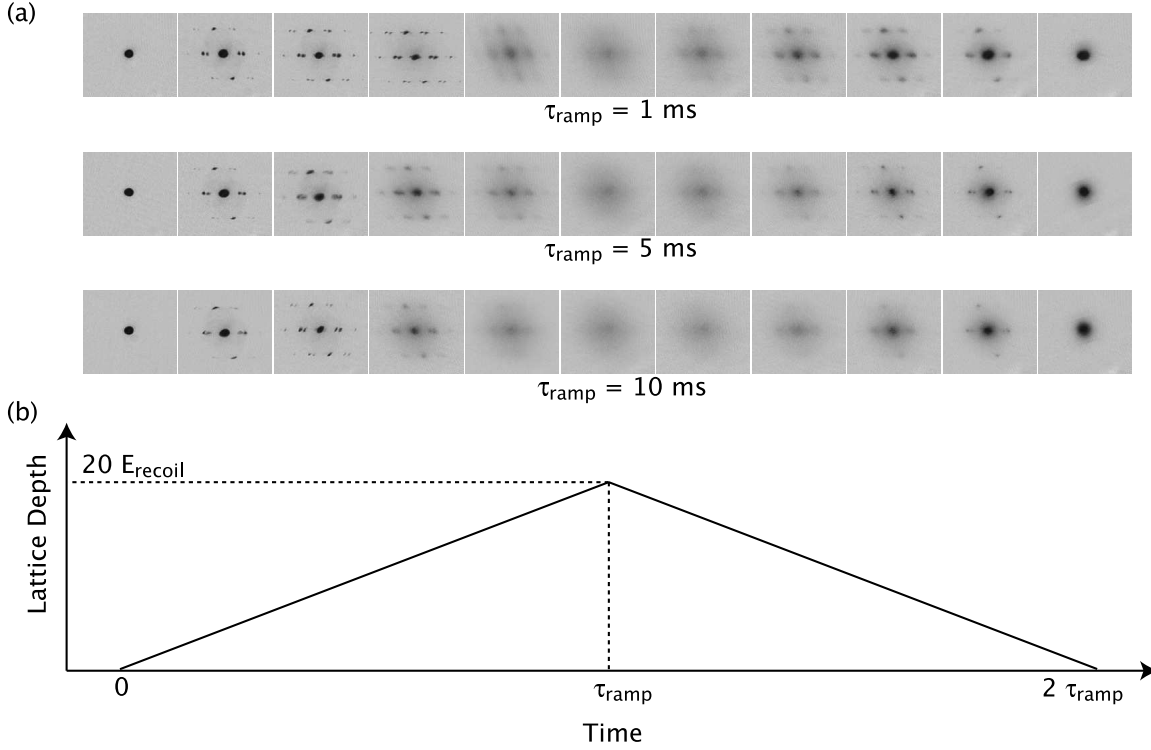 (a)
τramp = 1 ms
τramp = 5 ms
τramp = 10 ms
(b)
20 Erecoil
Lattice Depth
0
τramp
2 τramp
Time